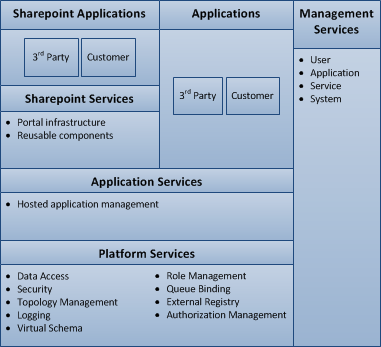 Sharepoint Applications
3rd Party
Customer
Sharepoint Services
• Portal infrastructure
• Reusable components
Applications
3rd Party
Customer
Management
Services
• User
• Application
• Service
• System
Application Services
• Hosted application management
Platform Services
• Data Access
• Security
• Topology Management
• Logging
• Virtual Schema
• Role Management
• Queue Binding
• External Registry
• Authorization Management